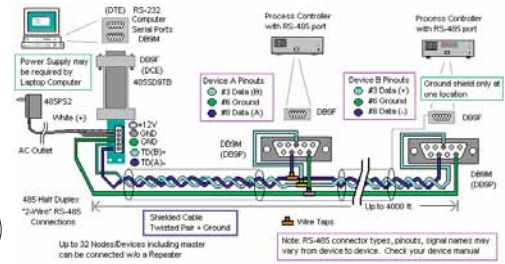 (DTE) RS-232
Computer
Serial Ports
DB9M
Process Controller
with RS-485 port
Process Controller
with RS-485 port
Power Supply may
be required by
Laptop Computer
DB9F
(DCE)
485SD9TB
Device A Pinouts
#3 Data (B)
#6 Ground
#8 Data (A)
Device B Pinouts
#3 Data (+)
#6 Ground
#8 Data (-)
Ground shield only at
one location
485PS2
White (+)
AC Outlet
+12V
GND
GND
TD(B)+
TD(A)-
DB9F
DB9F
DB9M
(DB9P)
DB9M
(DB9P)
485 Half Duplex
"2-Wire" RS-485
Connections
Up to 4000 ft.
Shielded Cable
Twisted Pair + Ground
Wire Taps
Up to 32 Nodes/Devices including master
can be connected w/o a Repeater
Note: RS-485 connector types, pinouts, signal names may
vary from device to device. Check your device manual